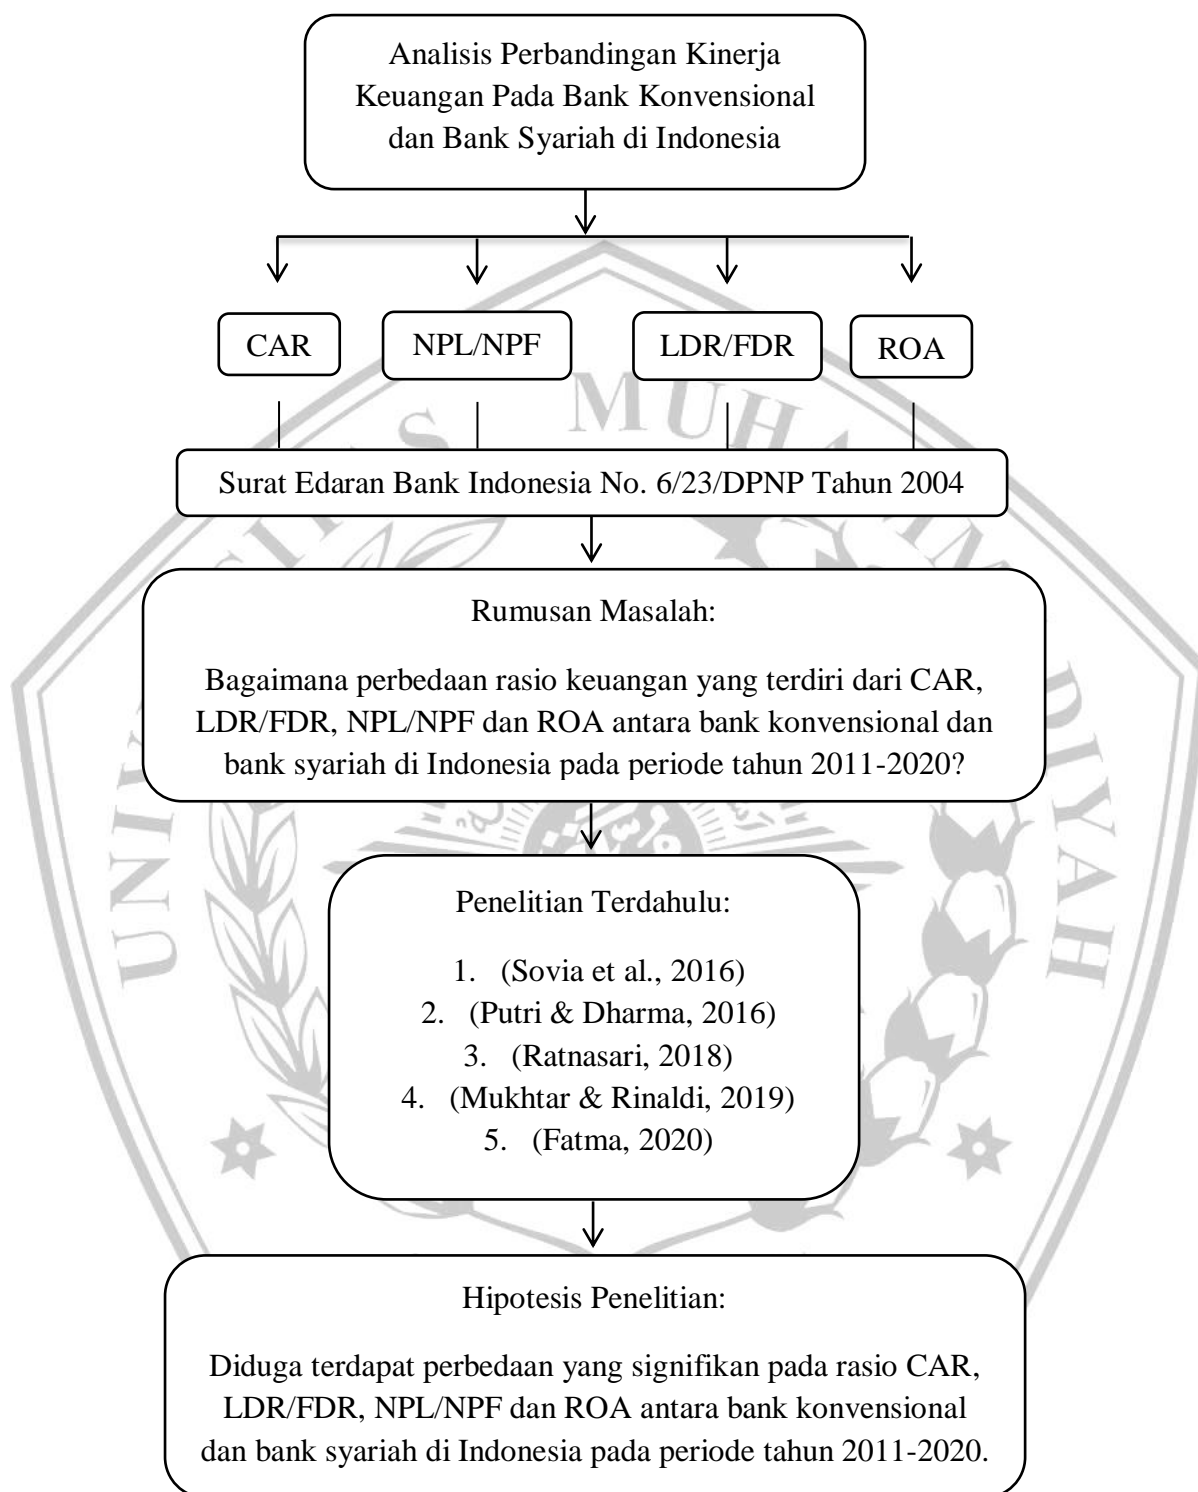 Analisis Perbandingan Kinerja
Keuangan Pada Bank Konvensional
dan Bank Syariah di Indonesia
CAR
NPL/NPF
LDR/FDR
ROA
Surat Edaran Bank Indonesia No. 6/23/DPNP Tahun 2004
Rumusan Masalah:
Bagaimana perbedaan rasio keuangan yang terdiri dari CAR,
LDR/FDR, NPL/NPF dan ROA antara bank konvensional dan
bank syariah di Indonesia pada periode tahun 2011-2020?
Penelitian Terdahulu:
1. (Sovia et al., 2016)
2. (Putri & Dharma, 2016)
3. (Ratnasari, 2018)
4. (Mukhtar & Rinaldi, 2019)
5. (Fatma, 2020)
Hipotesis Penelitian:
Diduga terdapat perbedaan yang signifikan pada rasio CAR,
LDR/FDR, NPL/NPF dan ROA antara bank konvensional
dan bank syariah di Indonesia pada periode tahun 2011-2020.